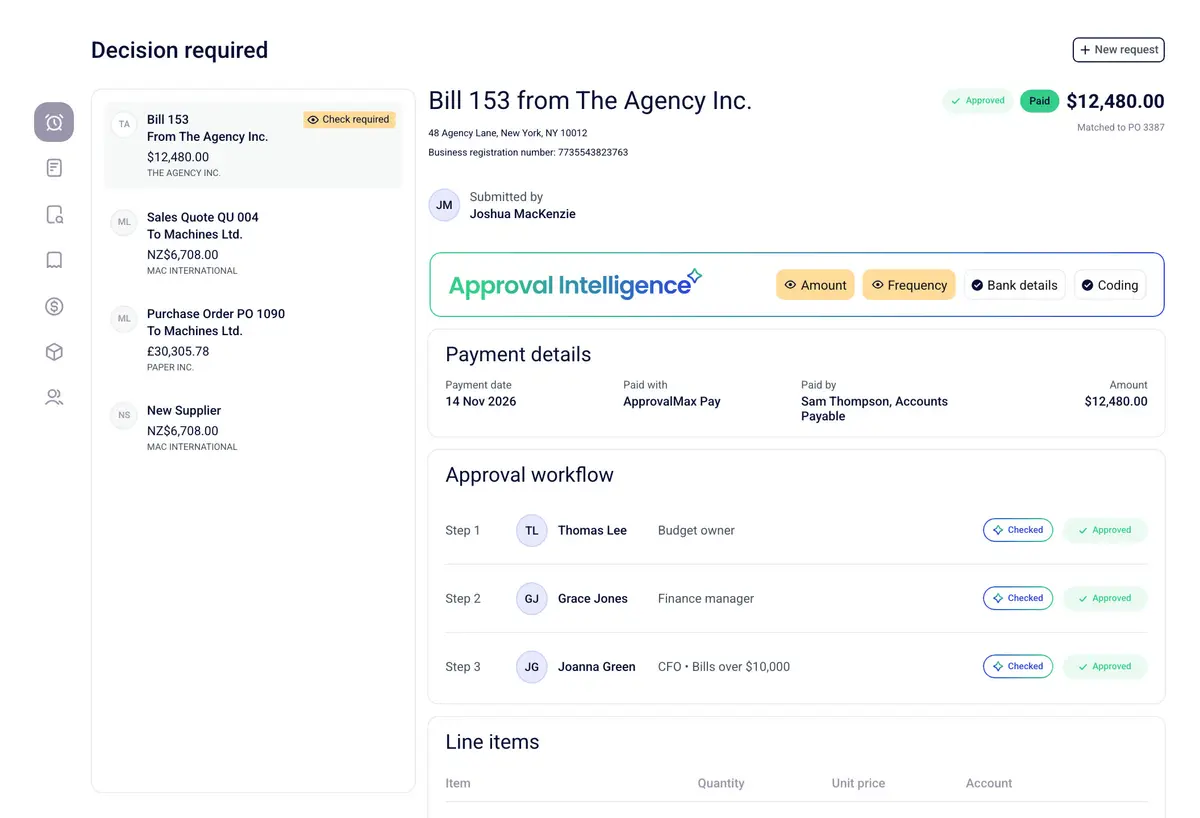 Decision required
+ New request
TA
Bill 153
From The Agency Inc.
Check required
$12,480.00
THE AGENCY INC.
ML
Sales Quote QU 004
To Machines Ltd.
NZ$6,708.00
MAC INTERNATIONAL
ML
Purchase Order PO 1090
To Machines Ltd.
£30,305.78
PAPER INC.
NS
New Supplier
NZ$6,708.00
MAC INTERNATIONAL
Bill 153 from The Agency Inc.
Approved
Paid
$12,480.00
48 Agency Lane, New York, NY 10012
Matched to PO 3387
Business registration number: 7735543823763
JM
Submitted by
Joshua MacKenzie
Approval Intelligence
Amount
Frequency
Bank details
Coding
Payment details
Payment date
14 Nov 2026
Paid with
ApprovalMax Pay
Paid by
Sam Thompson, Accounts
Payable
Amount
$12,480.00
Approval workflow
Step 1
TL
Thomas Lee
Budget owner
Checked
Approved
Step 2
GJ
Grace Jones
Finance manager
Checked
Approved
Step 3
JG
Joanna Green
CFO • Bills over $10,000
Checked
Approved
Line items
Item
Quantity
Unit price
Account